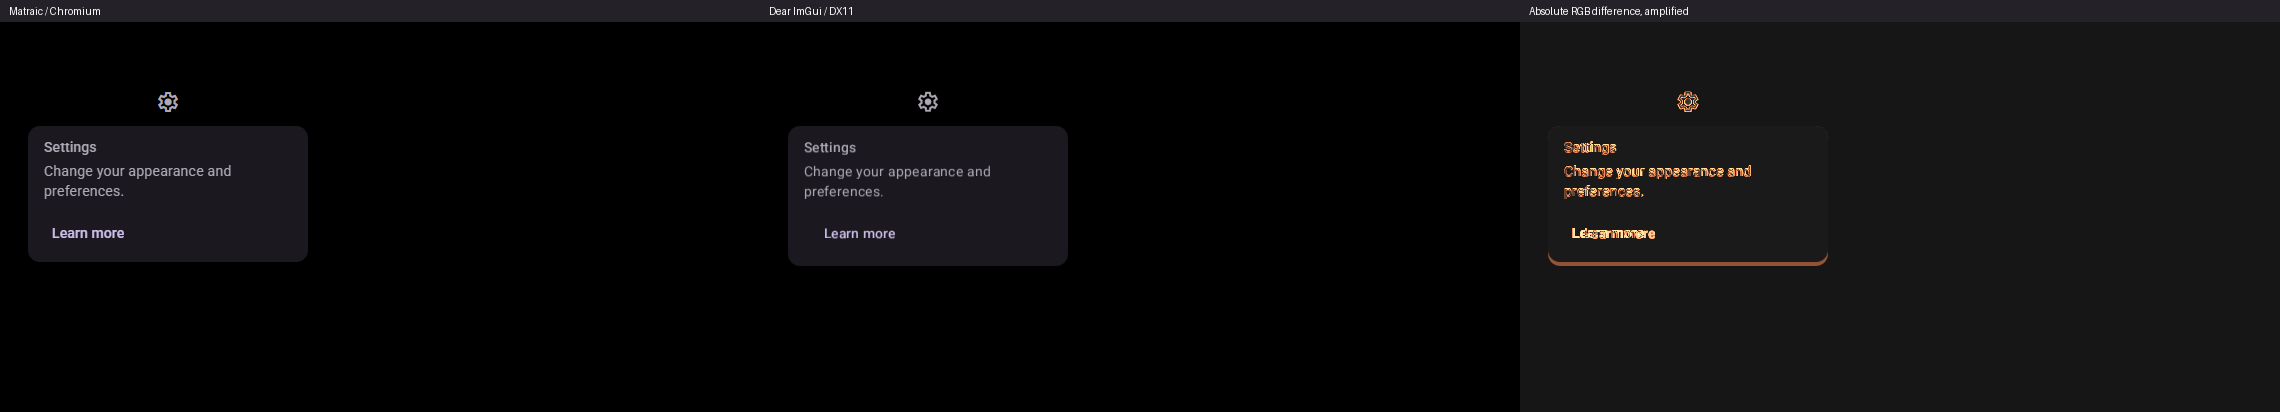 Matraic / Chromium
Dear ImGui / DX11
Absolute RGB difference, amplified
Settings
Change your appearance and
preferences.
Learn more
Settings
Change your appearance and
preferences.
Learn more
Settings
Change your appearance and
preferences.